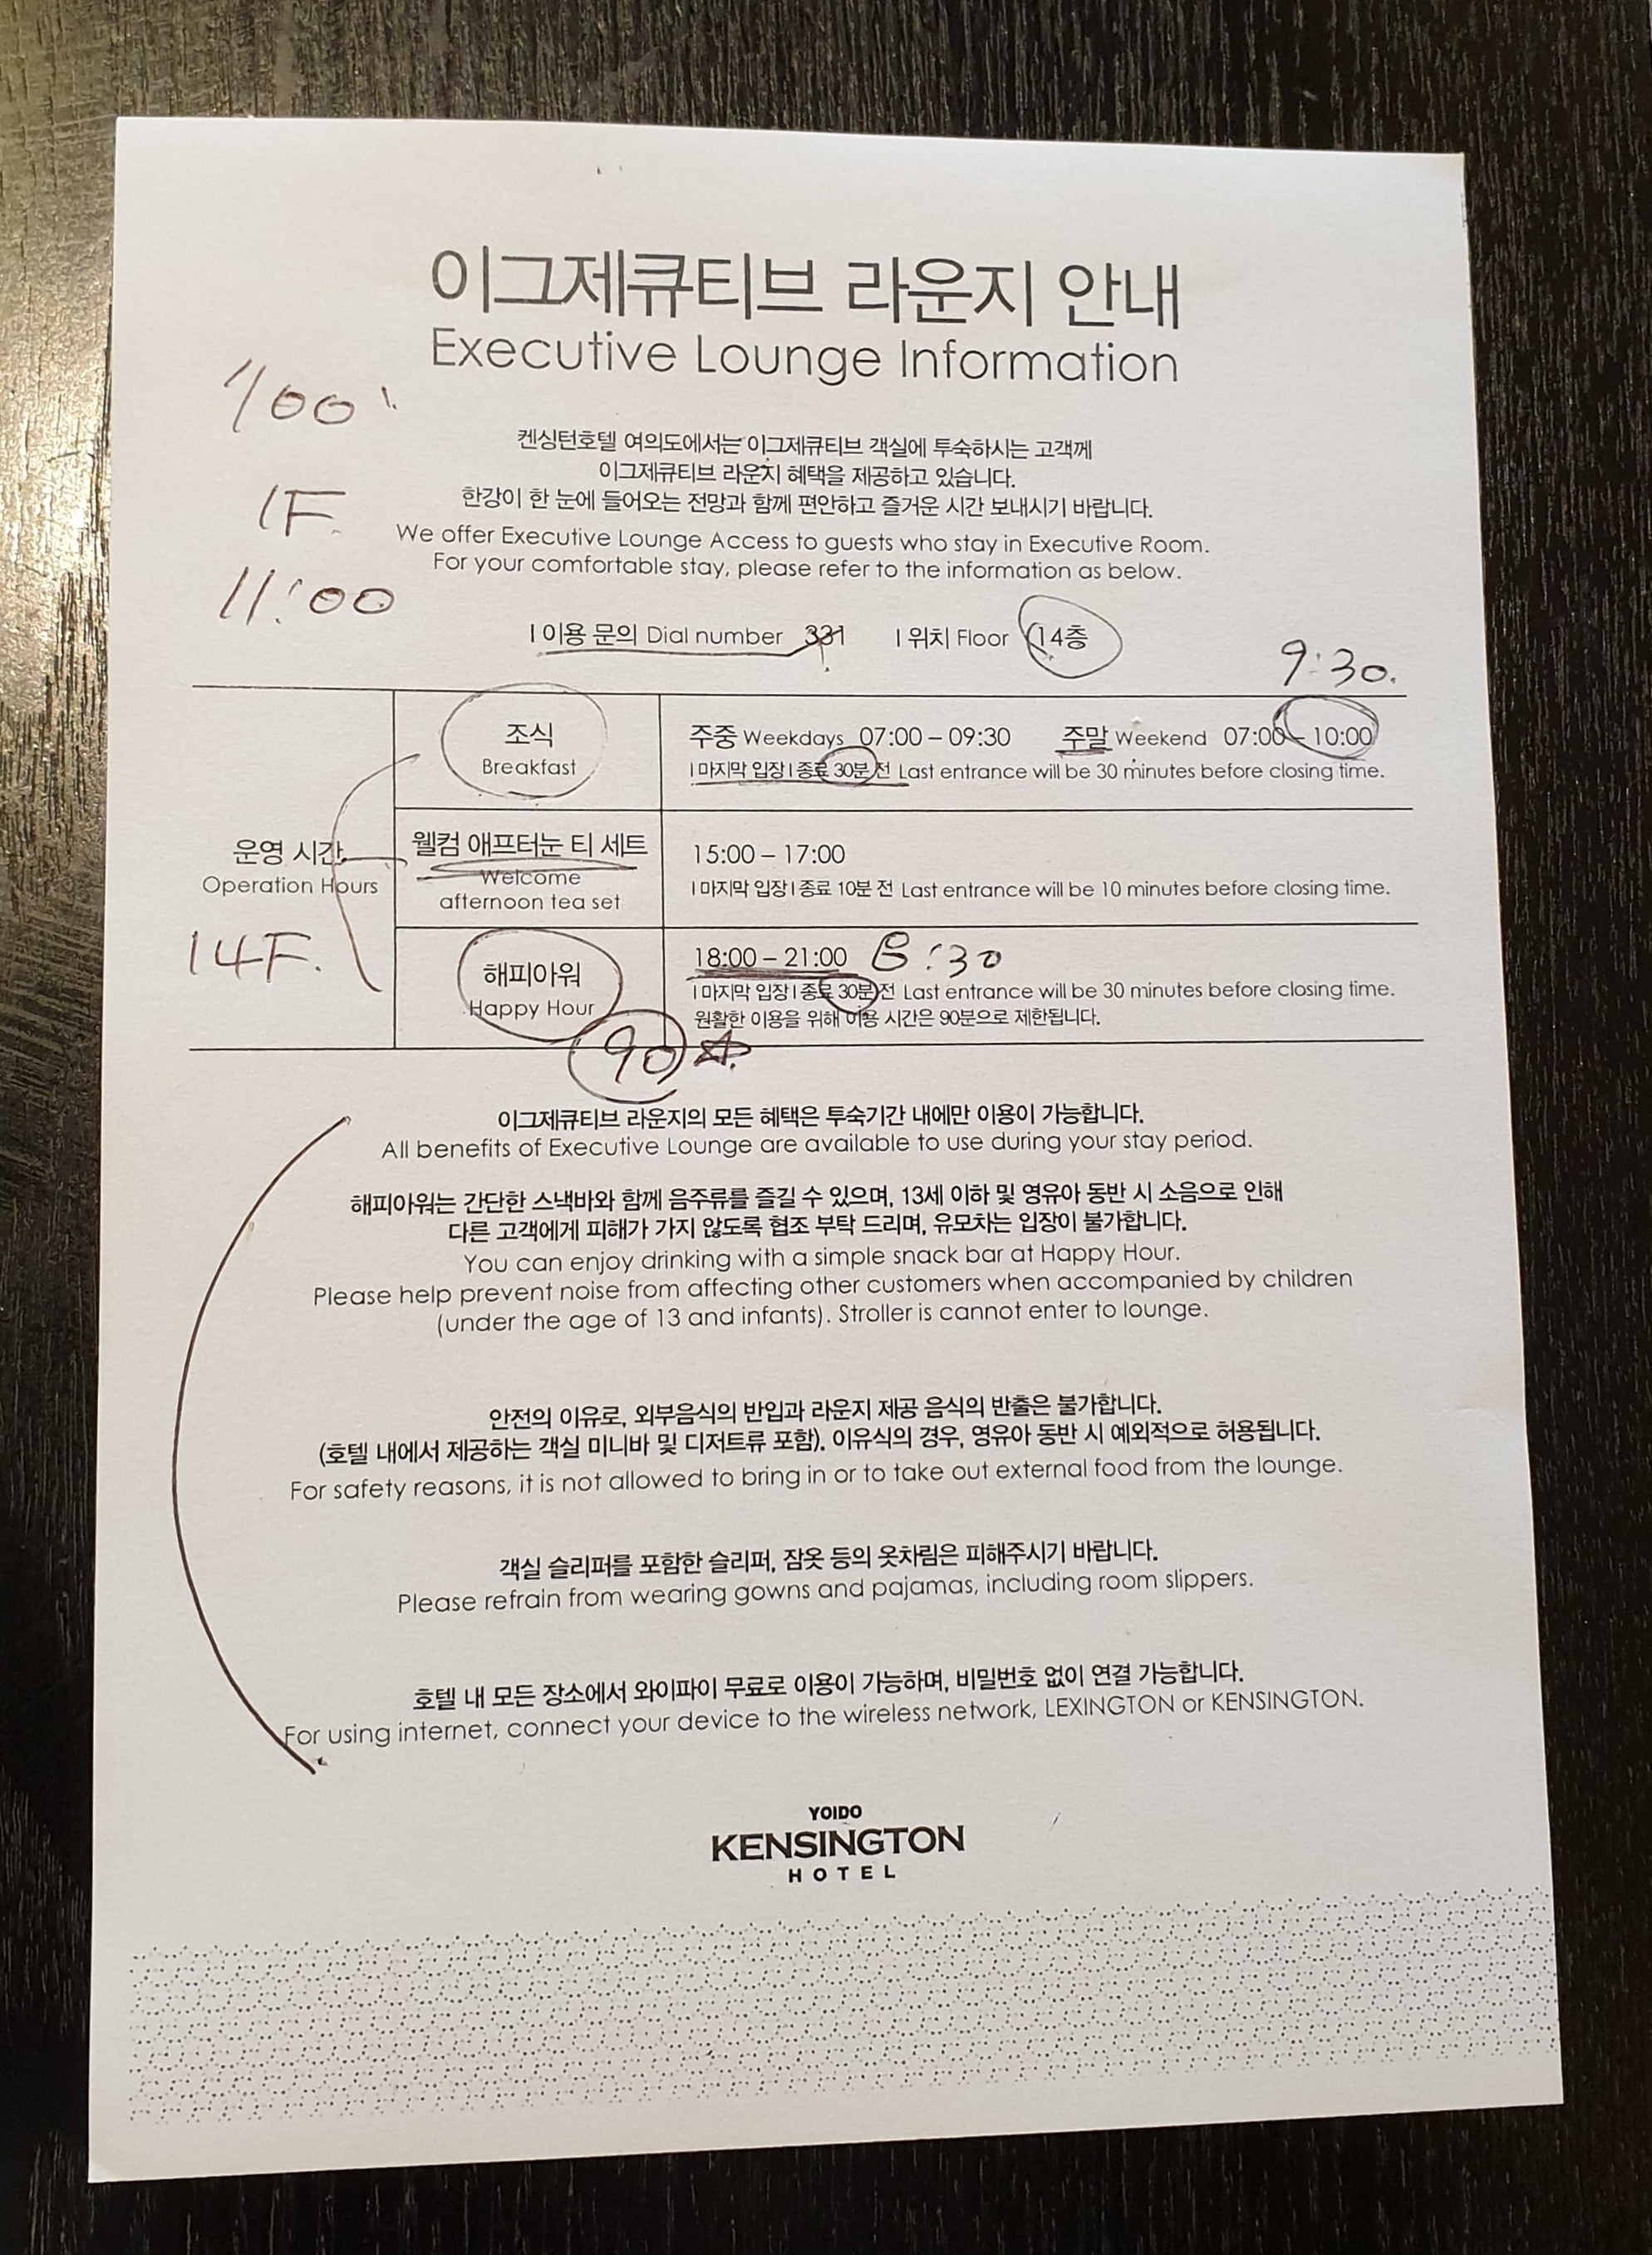 이그제큐티브 라운지 안내
Executive Lounge Information
켄싱턴호텔 여의도에서는 이그제큐티브 객실에 투숙하시는 고객께
이그제큐티브 라운지 혜택을 제공하고 있습니다.
한강이 한 눈에 들어오는 전망과 함께 편안하고 즐거운 시간 보내시기 바랍니다.
1F.
We offer Executive Lounge Access to guests who stay in Executive Room.
For your comfortable stay, please refer to the information as below.
11:00
| 이용 문의 Dial number 331 | 위치 Floor 14층
9:30.
조식
Breakfast
주중 Weekdays 07:00 – 09:30 주말 Weekend 07:00 – 10:00
| 마지막 입장 | 종료 30분 전 Last entrance will be 30 minutes before closing time.
운영 시간
Operation Hours
14F.
웰컴 애프터눈 티 세트
Welcome
afternoon tea set
15:00 – 17:00
| 마지막 입장 | 종료 10분 전 Last entrance will be 10 minutes before closing time.
해피아워
Happy Hour
18:00 – 21:00 8:30
| 마지막 입장 | 종료 30분 전 Last entrance will be 30 minutes before closing time.
원활한 이용을 위해 이용 시간은 90분으로 제한됩니다.
90
이그제큐티브 라운지의 모든 혜택은 투숙기간 내에만 이용이 가능합니다.
All benefits of Executive Lounge are available to use during your stay period.
해피아워는 간단한 스낵바와 함께 음주류를 즐길 수 있으며, 13세 이하 및 영유아 동반 시 소음으로 인해
다른 고객에게 피해가 가지 않도록 협조 부탁 드리며, 유모차는 입장이 불가합니다.
You can enjoy drinking with a simple snack bar at Happy Hour.
Please help prevent noise from affecting other customers when accompanied by children
(under the age of 13 and infants). Stroller is cannot enter to lounge.
안전의 이유로, 외부음식의 반입과 라운지 제공 음식의 반출은 불가합니다.
(호텔 내에서 제공하는 객실 미니바 및 디저트류 포함). 이유식의 경우, 영유아 동반 시 예외적으로 허용됩니다.
For safety reasons, it is not allowed to bring in or to take out external food from the lounge.
객실 슬리퍼를 포함한 슬리퍼, 잠옷 등의 옷차림은 피해주시기 바랍니다.
Please refrain from wearing gowns and pajamas, including room slippers.
호텔 내 모든 장소에서 와이파이 무료로 이용이 가능하며, 비밀번호 없이 연결 가능합니다.
For using internet, connect your device to the wireless network, LEXINGTON or KENSINGTON.
YOIDO
KENSINGTON
HOTEL